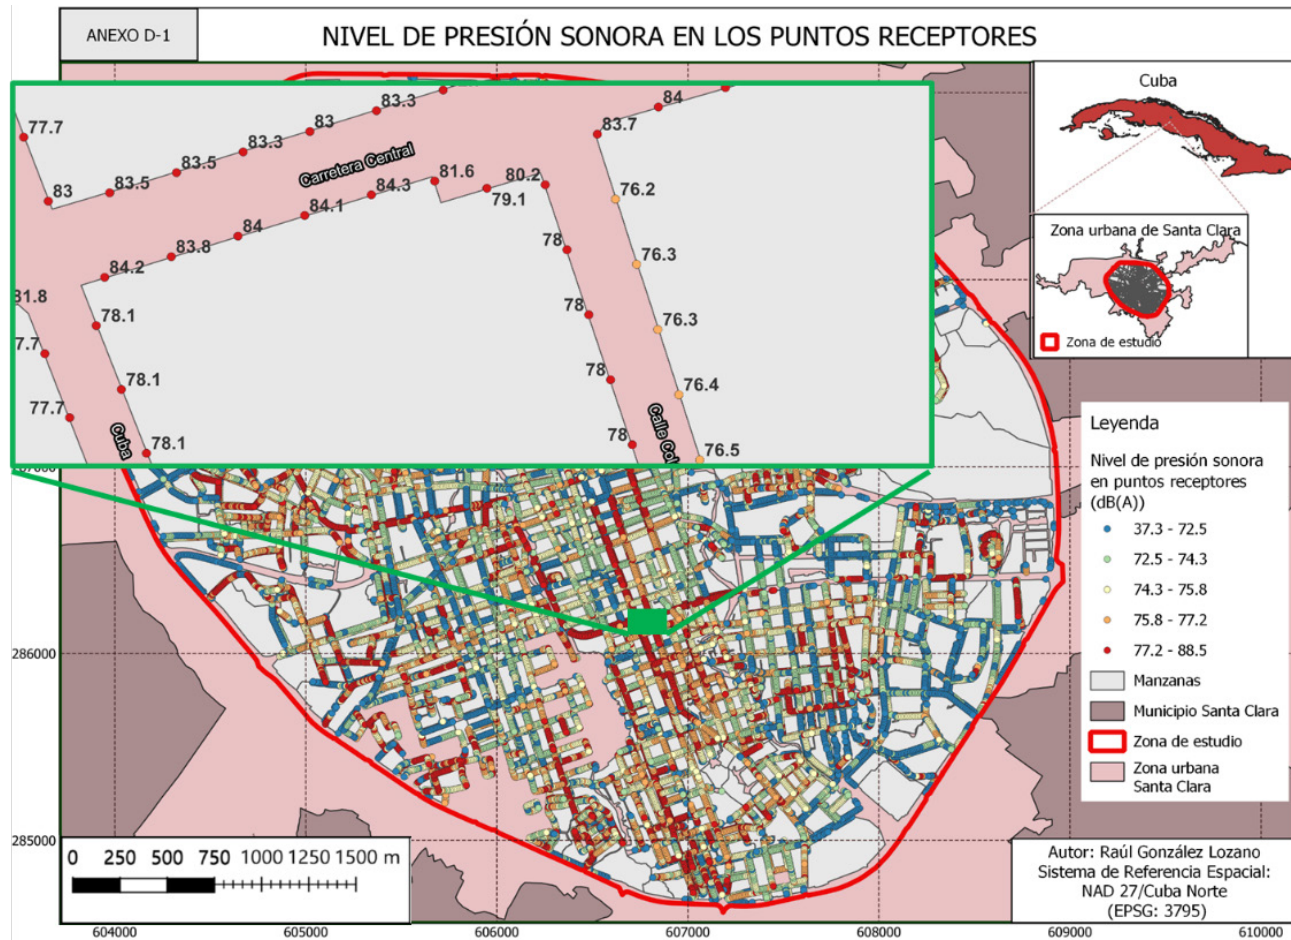 ANEXO D-1
NIVEL DE PRESIÓN SONORA EN LOS PUNTOS RECEPTORES
77.7
83
83.5
83.5
83.3
83
83.3
84
83.7
Carretera Central
84.2
83.8
84
84.1
84.3
81.6
79.1
80.2
76.2
78
76.3
78
76.3
78
76.4
78
76.5
78.1
78.1
78.1
77.7
Cuba
Cuba
Zona urbana de Santa Clara
Zona de estudio
Leyenda
Nivel de presión sonora
en puntos receptores
(dB(A))
37.3 - 72.5
72.5 - 74.3
74.3 - 75.8
75.8 - 77.2
77.2 - 88.5
Manzanas
Municipio Santa Clara
Zona de estudio
Zona urbana
Santa Clara
286000
285000
0 250 500 750 1000 1250 1500 m
Autor: Raúl González Lozano
Sistema de Referencia Espacial:
NAD 27/Cuba Norte
(EPSG: 3795)
604000 605000 606000 607000 608000 609000 610000